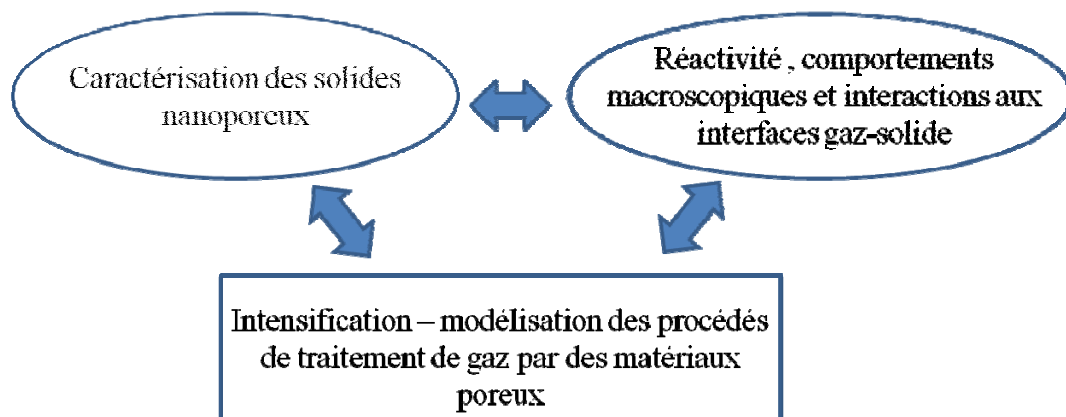 Caractérisation des solides
nanoporeux
Réactivité , comportements
macroscopiques et interactions aux
interfaces gaz-solide
Intensification – modélisation des procédés
de traitement de gaz par des matériaux
poreux